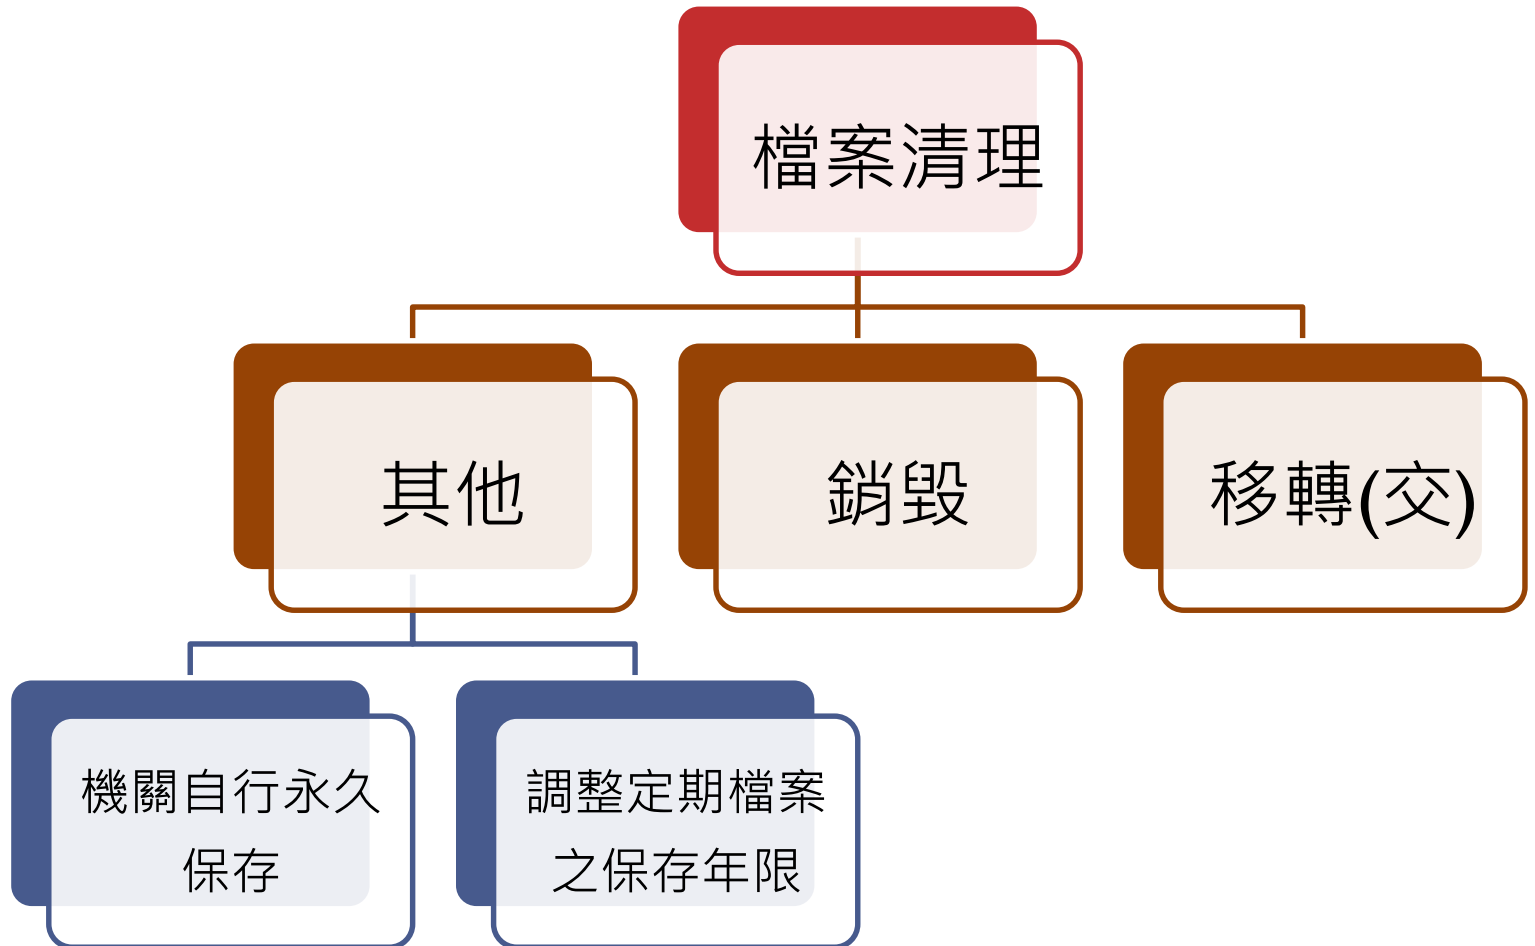 檔案清理
其他
銷毀
移轉(交)
機關自行永久
保存
調整定期檔案
之保存年限